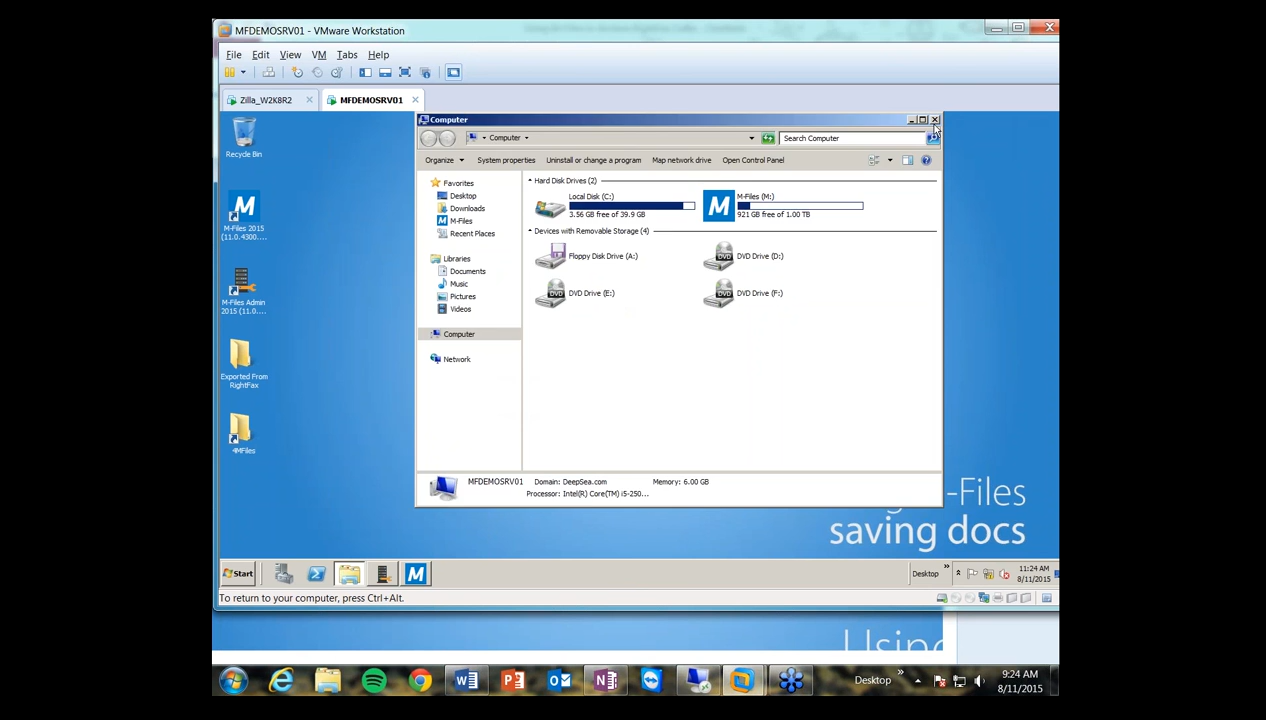 MFDEMOSRV01 - VMware Workstation
File Edit View VM Tabs Help
Zilla_W2K8R2 MFDEMOSRV01
Computer
Computer Search Computer
Organize System properties Uninstall or change a program Map network drive Open Control Panel
Recycle Bin
M-Files 2015
(11.0.4300....
M-Files Admin
2015 (11.0....
Exported From
RightFax
4MFiles
Favorites
Desktop
Downloads
M-Files
Recent Places
Libraries
Documents
Music
Pictures
Videos
Computer
Network
Hard Disk Drives (2)
Local Disk (C:)
3.56 GB free of 39.9 GB
M-Files (M:)
921 GB free of 1.00 TB
Devices with Removable Storage (4)
Floppy Disk Drive (A:)
DVD Drive (D:)
DVD Drive (E:)
DVD Drive (F:)
MFDEMOSRV01 Domain: DeepSea.com Memory: 6.00 GB
Processor: Intel(R) Core(TM) i5-250...
-Files
saving docs
Start Desktop 11:24 AM
8/11/2015
To return to your computer, press Ctrl+Alt.
Using
Desktop 9:24 AM
8/11/2015